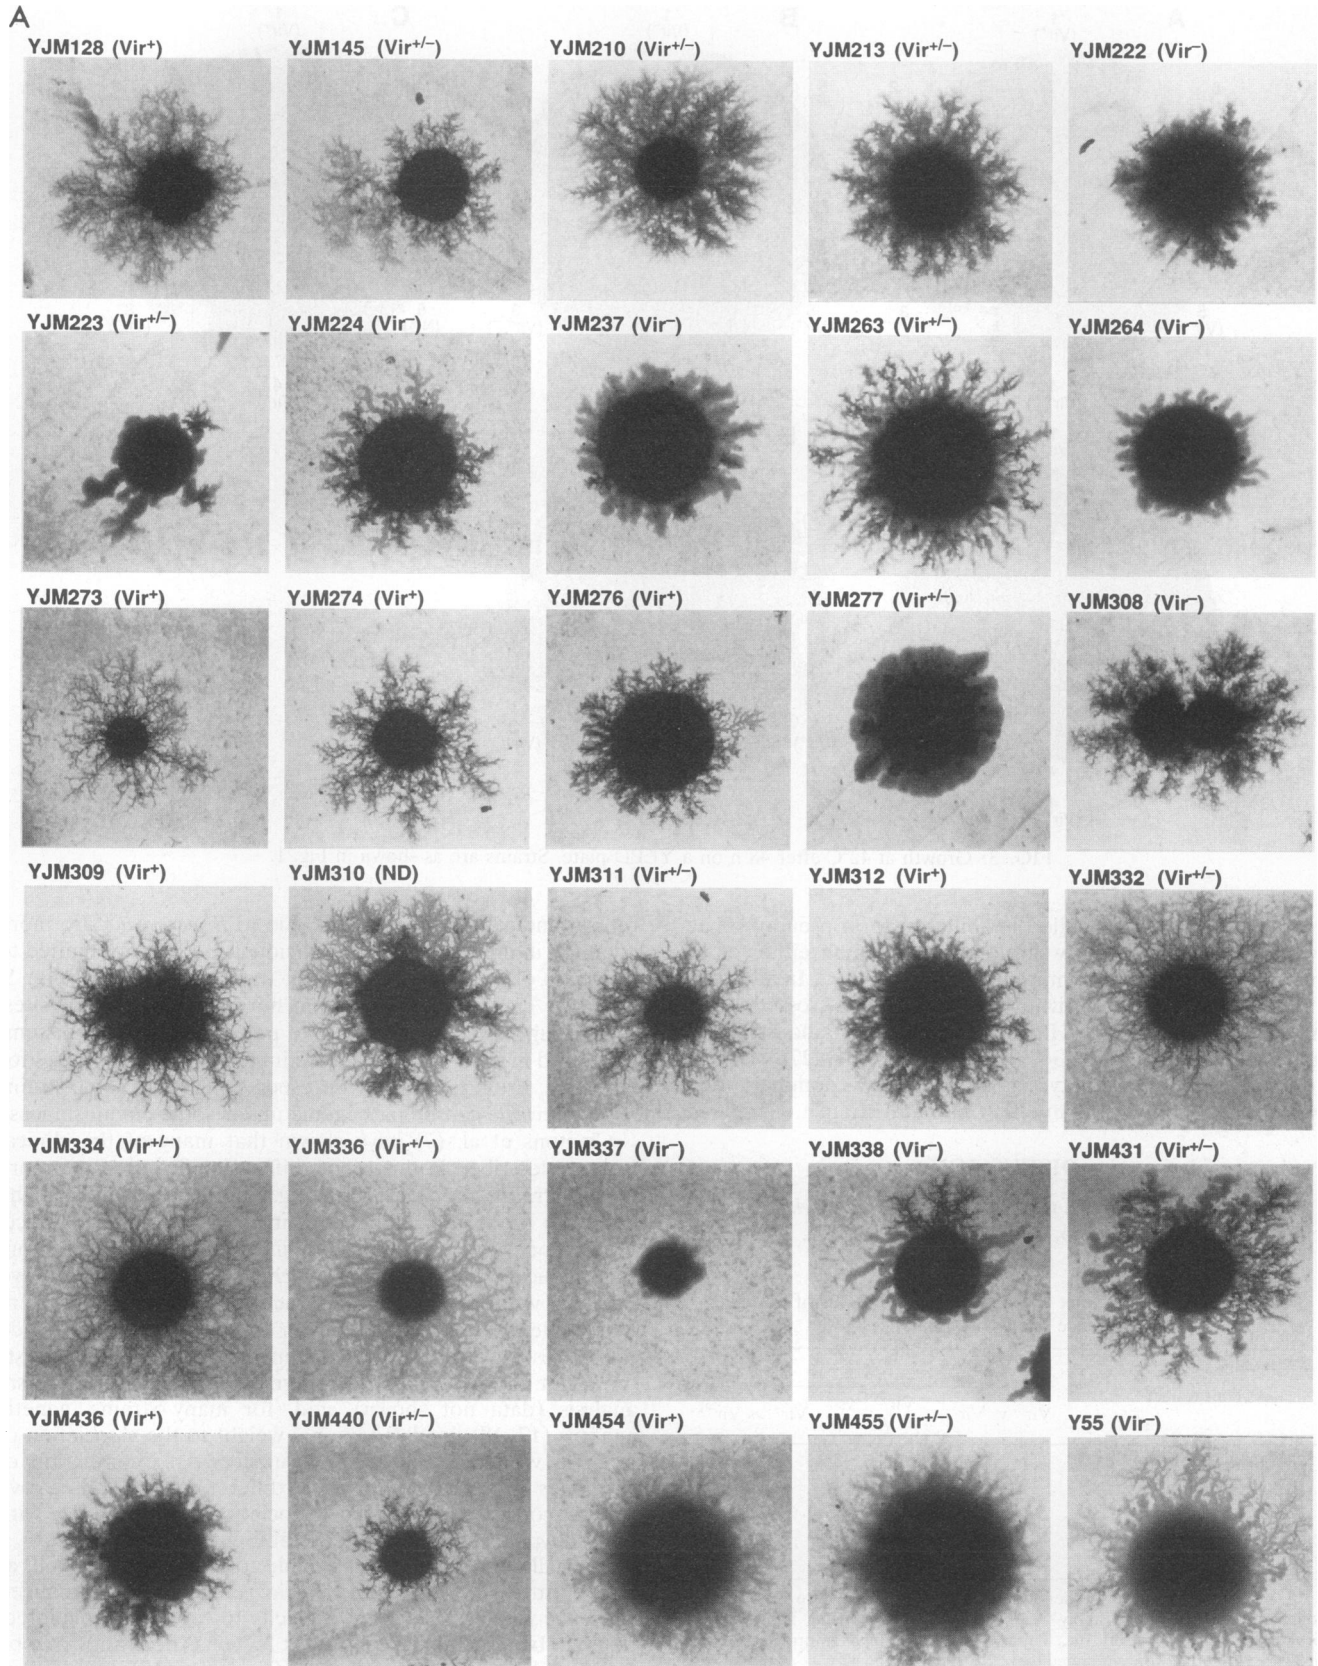 A
YJM128 (Vir⁺)
YJM145 (Vir⁺/⁻)
YJM210 (Vir⁺/⁻)
YJM213 (Vir⁺/⁻)
YJM222 (Vir⁻)
YJM223 (Vir⁺/⁻)
YJM224 (Vir⁻)
YJM237 (Vir⁻)
YJM263 (Vir⁺/⁻)
YJM264 (Vir⁻)
YJM273 (Vir⁺)
YJM274 (Vir⁺)
YJM276 (Vir⁺)
YJM277 (Vir⁺/⁻)
YJM308 (Vir⁻)
YJM309 (Vir⁺)
YJM310 (ND)
YJM311 (Vir⁺/⁻)
YJM312 (Vir⁺)
YJM332 (Vir⁺/⁻)
YJM334 (Vir⁺/⁻)
YJM336 (Vir⁺/⁻)
YJM337 (Vir⁻)
YJM338 (Vir⁻)
YJM431 (Vir⁺/⁻)
YJM436 (Vir⁺)
YJM440 (Vir⁺/⁻)
YJM454 (Vir⁺)
YJM455 (Vir⁺/⁻)
Y55 (Vir⁻)